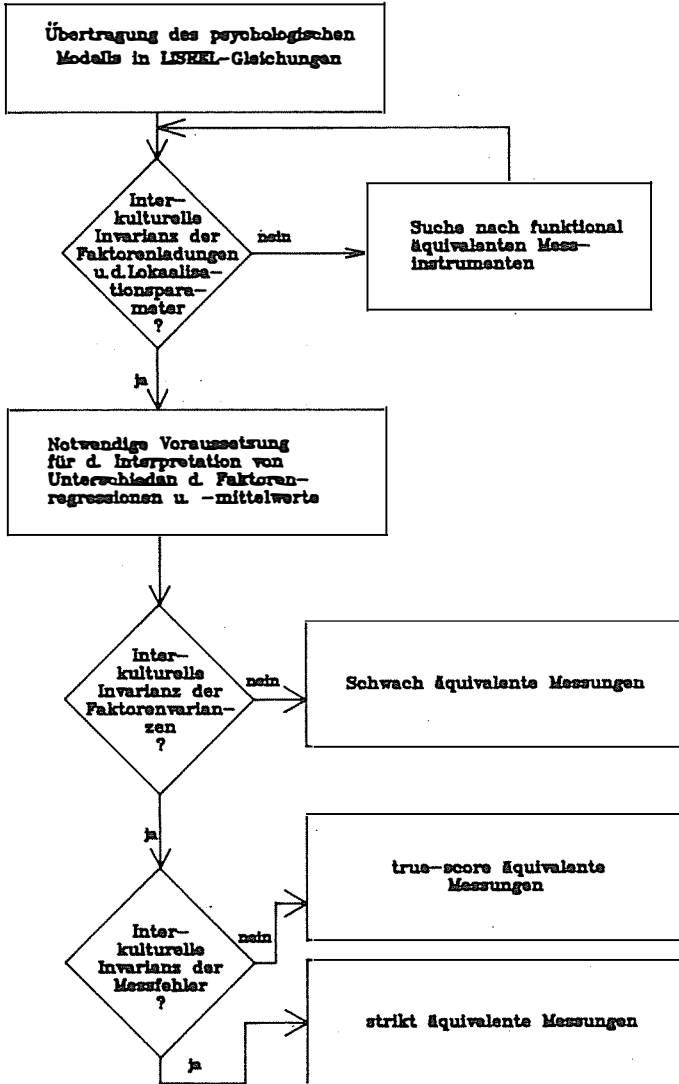 Übertragung des psychologischen
Modells in LISREL-Gleichungen
Inter-
kulturelle
Invarianz der
Faktorenladungen
u.d.Lokaalisa-
tionspara-
meter
?
nein
Suche nach funktional
äquivalenten Mess-
instrumenten
ja
Notwendige Voraussetzung
für d. Interpretation von
Unterschiedan d. Faktoren-
regressionen u. -mittelwerte
Inter-
kulturelle
Invarianz der
Faktorenvarian-
zen
?
nein
Schwach äquivalente Messungen
ja
true-score äquivalente
Messungen
Inter-
kulturelle
Invarianz der
Messfehler
?
nein
strikt äquivalente Messungen
ja